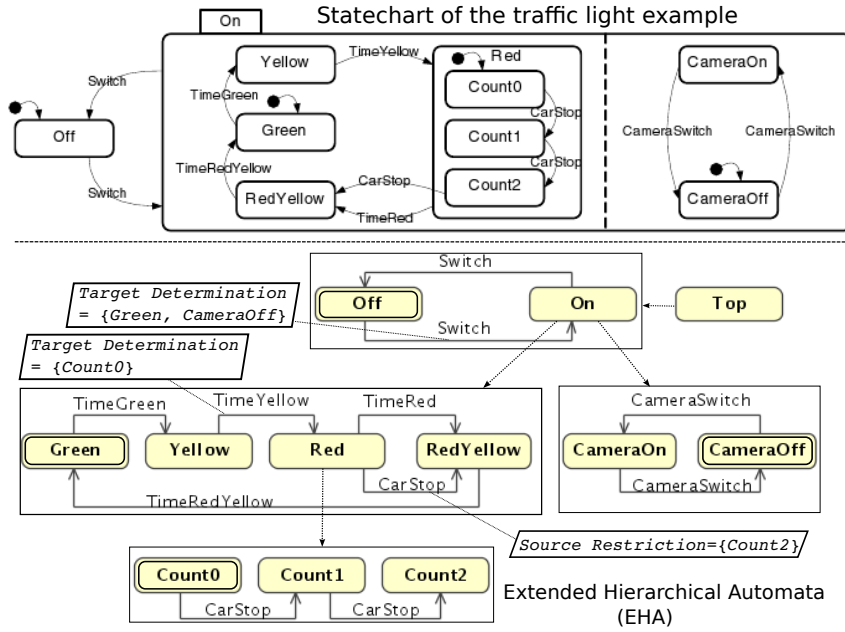 Statechart of the traffic light example
On
Yellow
TimeYellow
Red
CameraOn
Switch
Count0
TimeGreen
CarStop
Off
Green
Count1
CameraSwitch
CameraSwitch
TimeRedYellow
CarStop
CarStop
Switch
RedYellow
Count2
CameraOff
TimeRed
Switch
Target Determination
= {Green, CameraOff}
Off
On
Top
Switch
Target Determination
= {Count0}
TimeGreen
TimeYellow
TimeRed
CameraSwitch
Green
Yellow
Red
RedYellow
CameraOn
CameraOff
CarStop
CameraSwitch
TimeRedYellow
Source Restriction={Count2}
Count0
Count1
Count2
CarStop
CarStop
Extended Hierarchical Automata
(EHA)